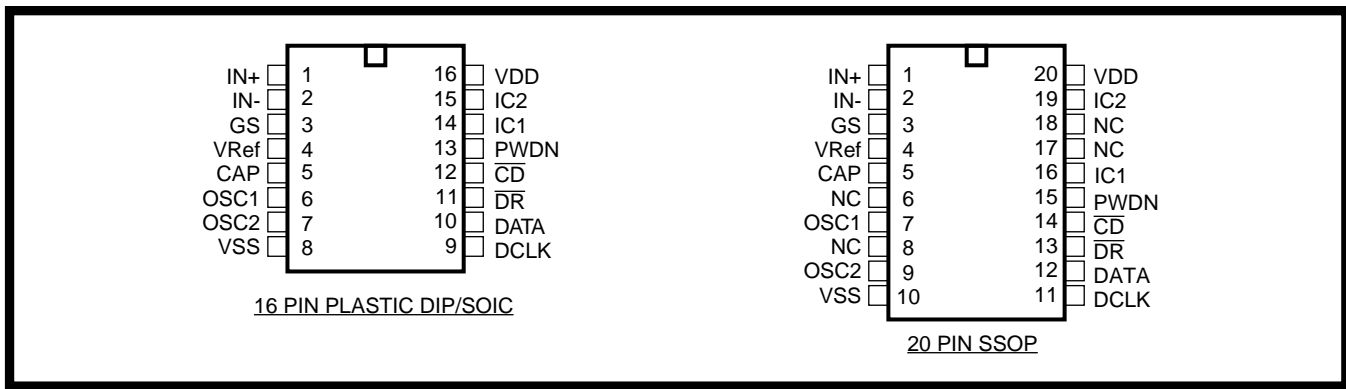 IN+ 1 16 VDD
IN- 2 15 IC2
GS 3 14 IC1
VRef 4 13 PWDN
CAP 5 12 C̅D̅
OSC1 6 11 D̅R̅
OSC2 7 10 DATA
VSS 8 9 DCLK
16 PIN PLASTIC DIP/SOIC
IN+ 1 20 VDD
IN- 2 19 IC2
GS 3 18 NC
VRef 4 17 NC
CAP 5 16 IC1
NC 6 15 PWDN
OSC1 7 14 C̅D̅
NC 8 13 D̅R̅
OSC2 9 12 DATA
VSS 10 11 DCLK
20 PIN SSOP